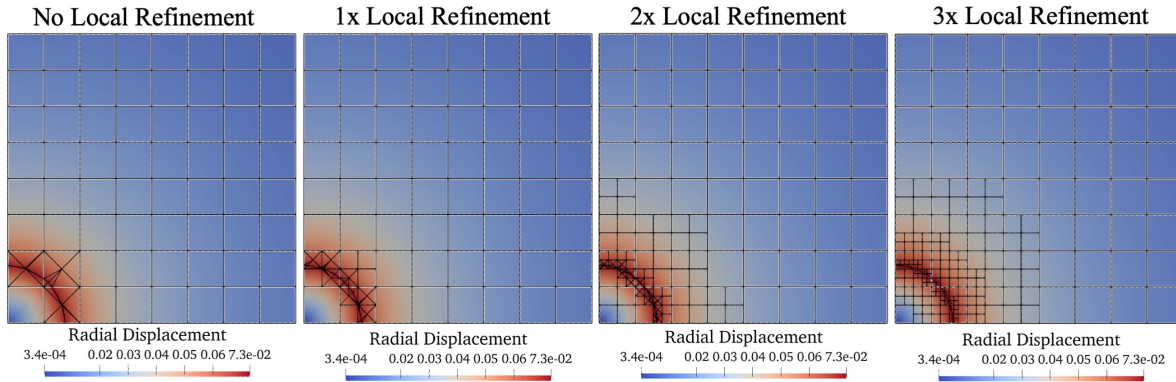 No Local Refinement
1x Local Refinement
2x Local Refinement
3x Local Refinement
Radial Displacement
3.4e-04 0.02 0.03 0.04 0.05 0.06 7.3e-02
Radial Displacement
3.4e-04 0.02 0.03 0.04 0.05 0.06 7.3e-02
Radial Displacement
3.4e-04 0.02 0.03 0.04 0.05 0.06 7.3e-02
Radial Displacement
3.4e-04 0.02 0.03 0.04 0.05 0.06 7.3e-02